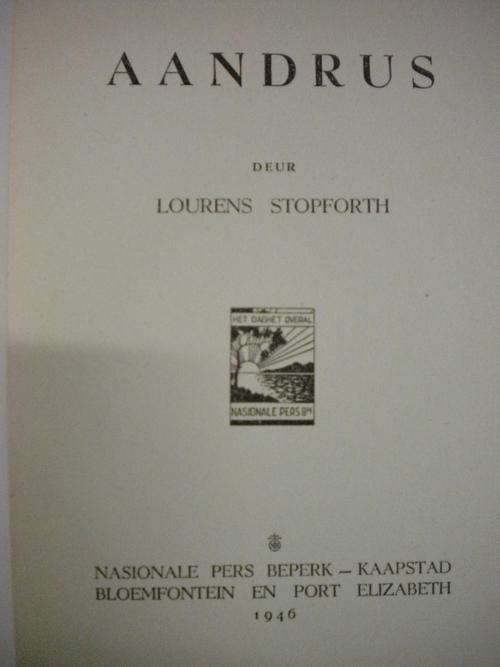 AANDRUS
DEUR
LOURENS STOPFORTH
HET DAGHET OVERAL
NASIONALE PERS BPK
NASIONALE PERS BEPERK — KAAPSTAD
BLOEMFONTEIN EN PORT ELIZABETH
1946